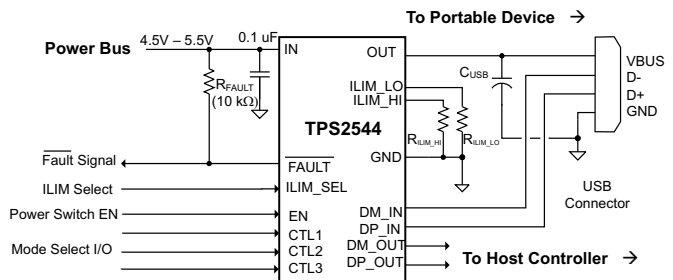 To Portable Device →
Power Bus 4.5V – 5.5V 0.1 uF
IN
OUT
VBUS
D-
D+
GND
RFAULT
(10 kΩ)
CUSB
ILIM_LO
ILIM_HI
TPS2544
RILIM_HI
RILIM_LO
Fault Signal
FAULT
GND
ILIM Select
ILIM_SEL
USB
Connector
Power Switch EN
EN
DM_IN
DP_IN
Mode Select I/O
CTL1
CTL2
CTL3
DM_OUT
DP_OUT
To Host Controller →